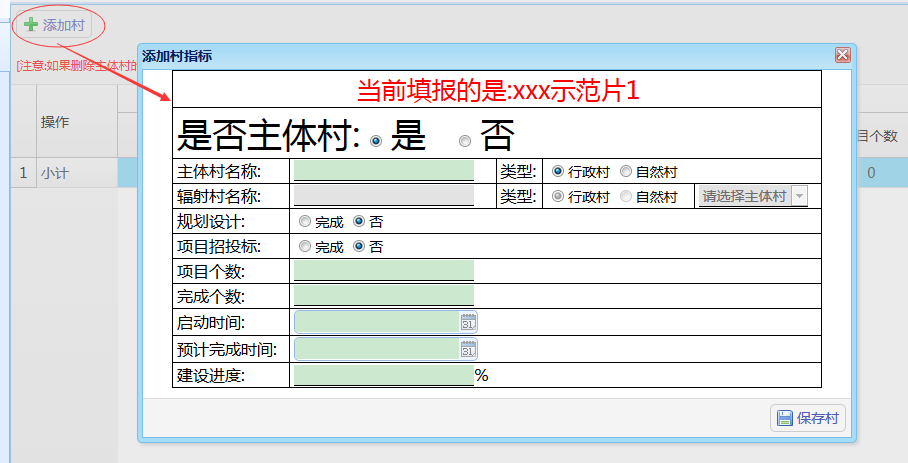 添加村
[注意:如果删除主体村的
操作
目个数
1 小计 0
添加村指标
当前填报的是:xxx示范片1
是否主体村: 是 否
主体村名称: 类型: 行政村 自然村
辐射村名称: 类型: 行政村 自然村 请选择主体村
规划设计: 完成 否
项目招投标: 完成 否
项目个数:
完成个数:
启动时间: 31
预计完成时间: 31
建设进度: %
保存村